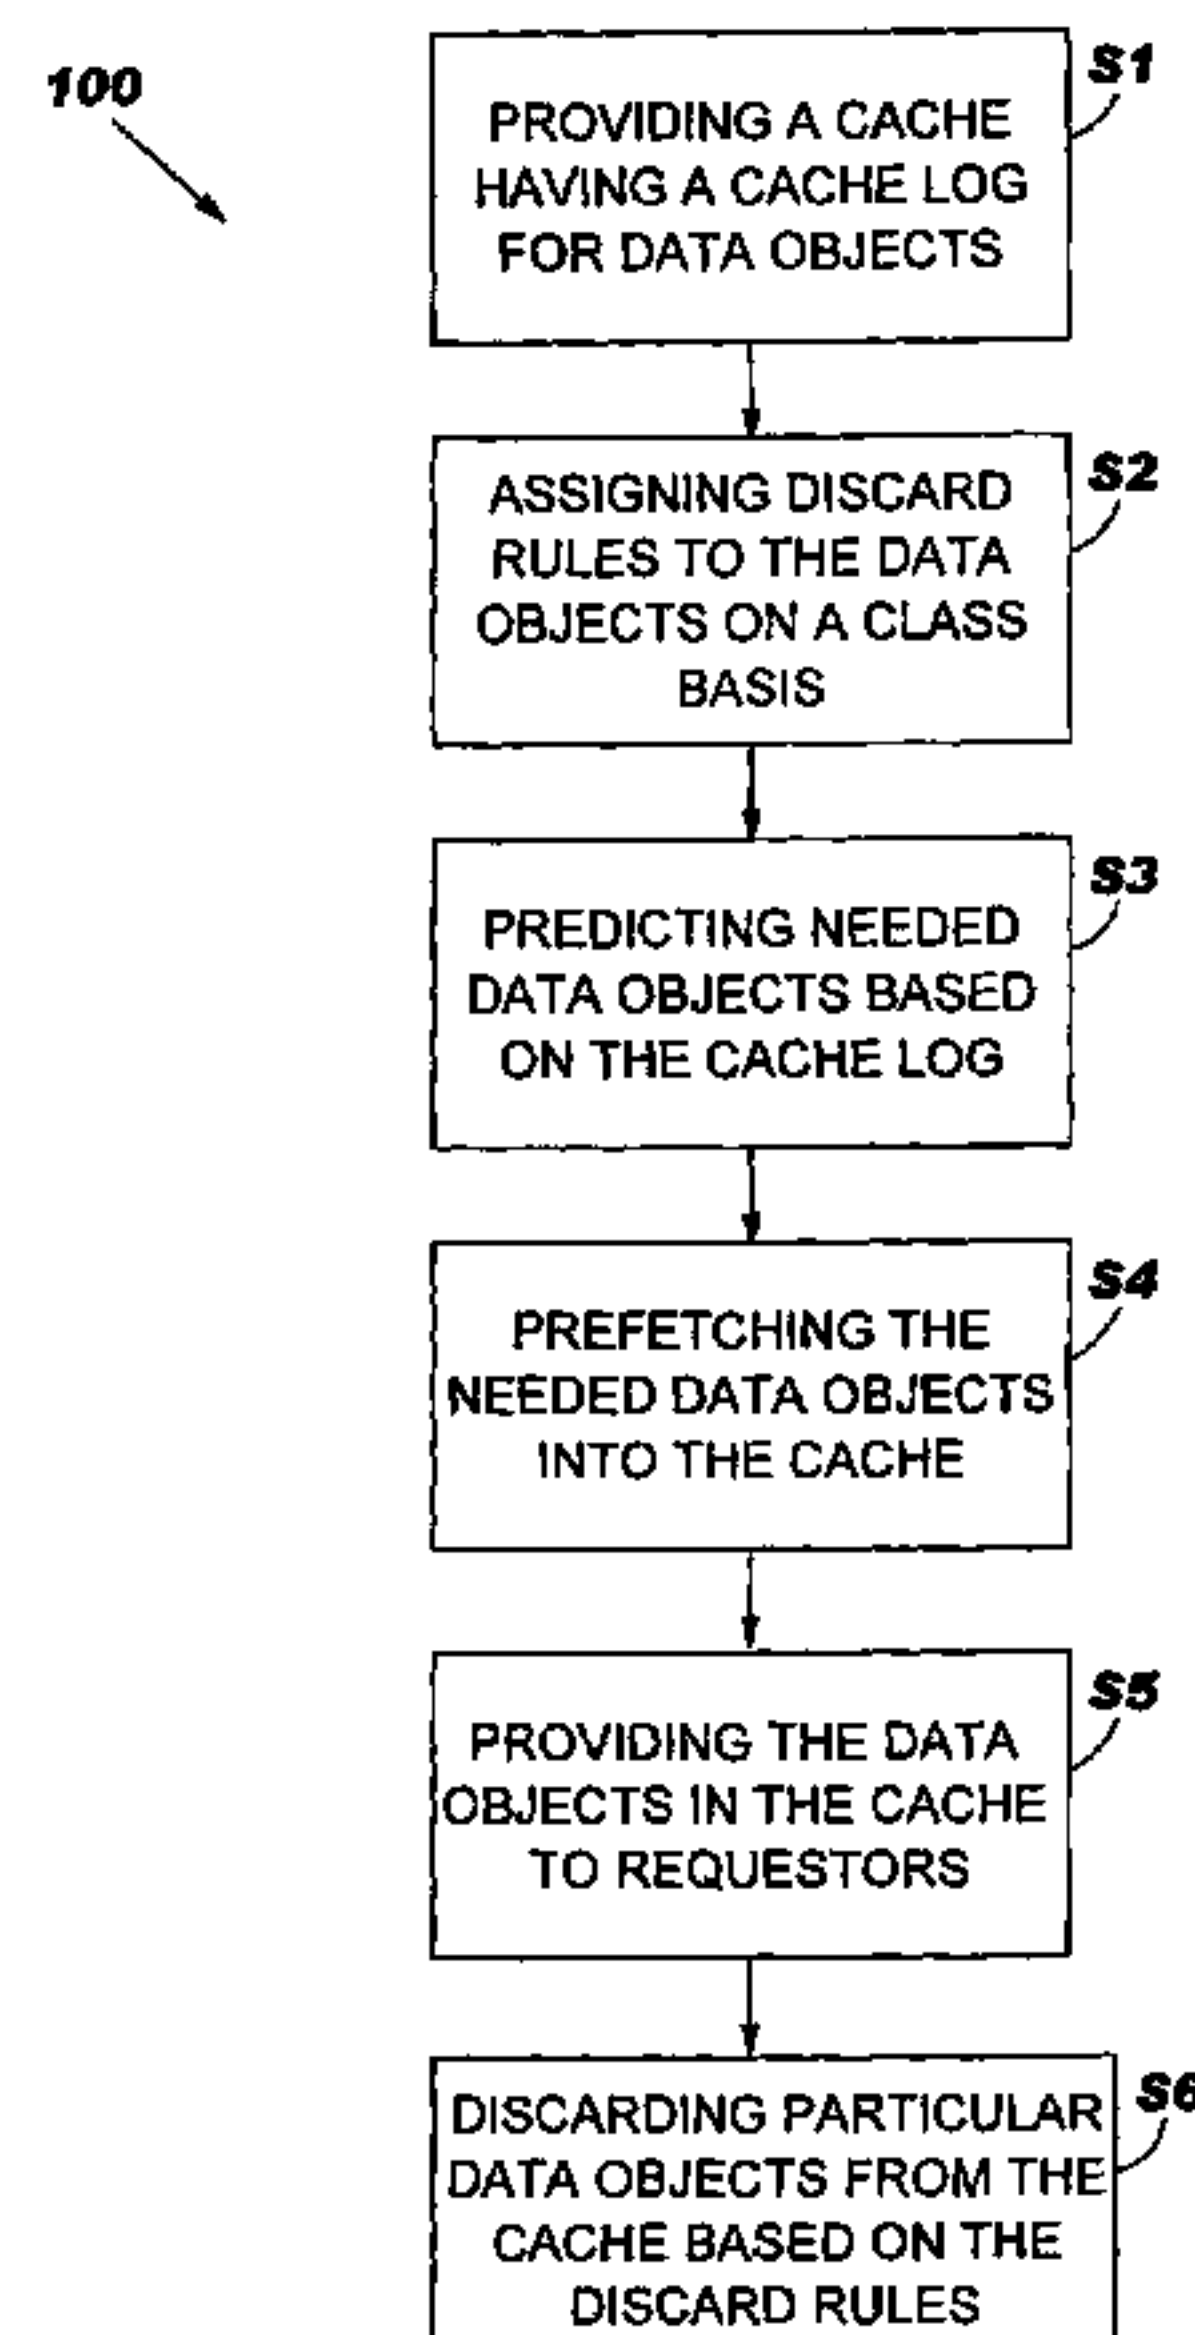 100
S1
PROVIDING A CACHE
HAVING A CACHE LOG
FOR DATA OBJECTS
S2
ASSIGNING DISCARD
RULES TO THE DATA
OBJECTS ON A CLASS
BASIS
S3
PREDICTING NEEDED
DATA OBJECTS BASED
ON THE CACHE LOG
S4
PREFETCHING THE
NEEDED DATA OBJECTS
INTO THE CACHE
S5
PROVIDING THE DATA
OBJECTS IN THE CACHE
TO REQUESTORS
S6
DISCARDING PARTICULAR
DATA OBJECTS FROM THE
CACHE BASED ON THE
DISCARD RULES